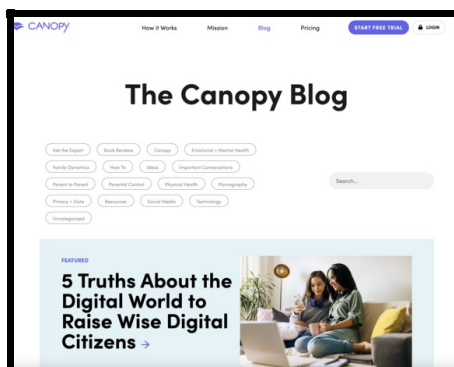 CANOPY How it Works Mission Blog Pricing START FREE TRIAL LOGIN
The Canopy Blog
Ask the Expert Book Reviews Canopy Emotional + Mental Health
Family Dynamics How To Ideas Important Conversations
Parent to Parent Parental Control Physical Health Pornography
Search...
Privacy + Data Resources Social Media Technology
Uncategorized
FEATURED
5 Truths About the
Digital World to
Raise Wise Digital
Citizens →